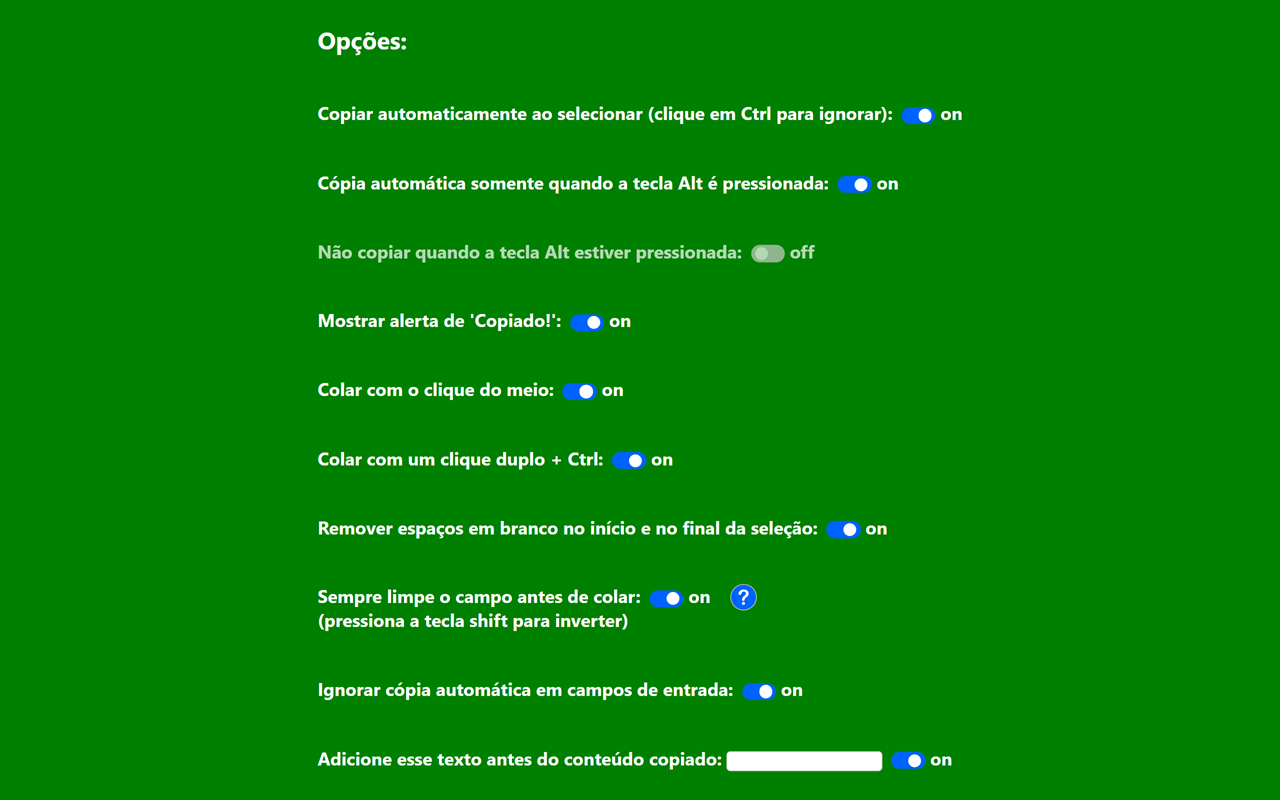 Opções:
Copiar automaticamente ao selecionar (clique em Ctrl para ignorar): on
Cópia automática somente quando a tecla Alt é pressionada: on
Não copiar quando a tecla Alt estiver pressionada: off
Mostrar alerta de 'Copiado!': on
Colar com o clique do meio: on
Colar com um clique duplo + Ctrl: on
Remover espaços em branco no início e no final da seleção: on
Sempre limpe o campo antes de colar: on ?
(pressiona a tecla shift para inverter)
Ignorar cópia automática em campos de entrada: on
Adicione esse texto antes do conteúdo copiado: on